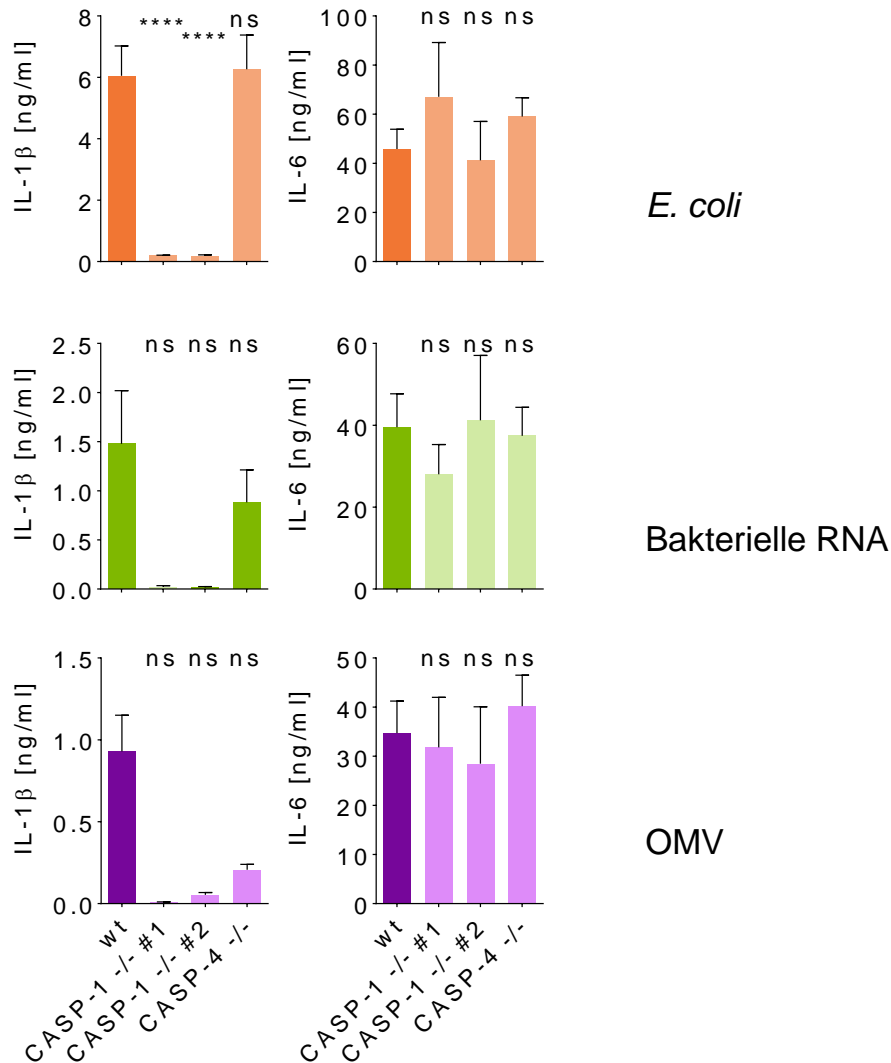 IL-1β [ng/ml]
8
6
4
2
0
****
****
ns
IL-6 [ng/ml]
100
80
60
40
20
0
ns
ns
ns
E. coli
IL-1β [ng/ml]
2.5
2.0
1.5
1.0
0.5
0.0
ns
ns
ns
IL-6 [ng/ml]
60
40
20
0
ns
ns
ns
Bakterielle RNA
IL-1β [ng/ml]
1.5
1.0
0.5
0.0
ns
ns
ns
IL-6 [ng/ml]
50
40
30
20
10
0
ns
ns
ns
OMV
wt
CASP-1 -/- #1
CASP-1 -/- #2
CASP-4 -/-
wt
CASP-1 -/- #1
CASP-1 -/- #2
CASP-4 -/-